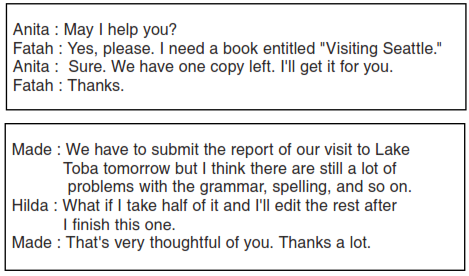 Anita : May I help you?
Fatah : Yes, please. I need a book entitled "Visiting Seattle."
Anita : Sure. We have one copy left. I'll get it for you.
Fatah : Thanks.
Made : We have to submit the report of our visit to Lake
Toba tomorrow but I think there are still a lot of
problems with the grammar, spelling, and so on.
Hilda : What if I take half of it and I'll edit the rest after
I finish this one.
Made : That's very thoughtful of you. Thanks a lot.